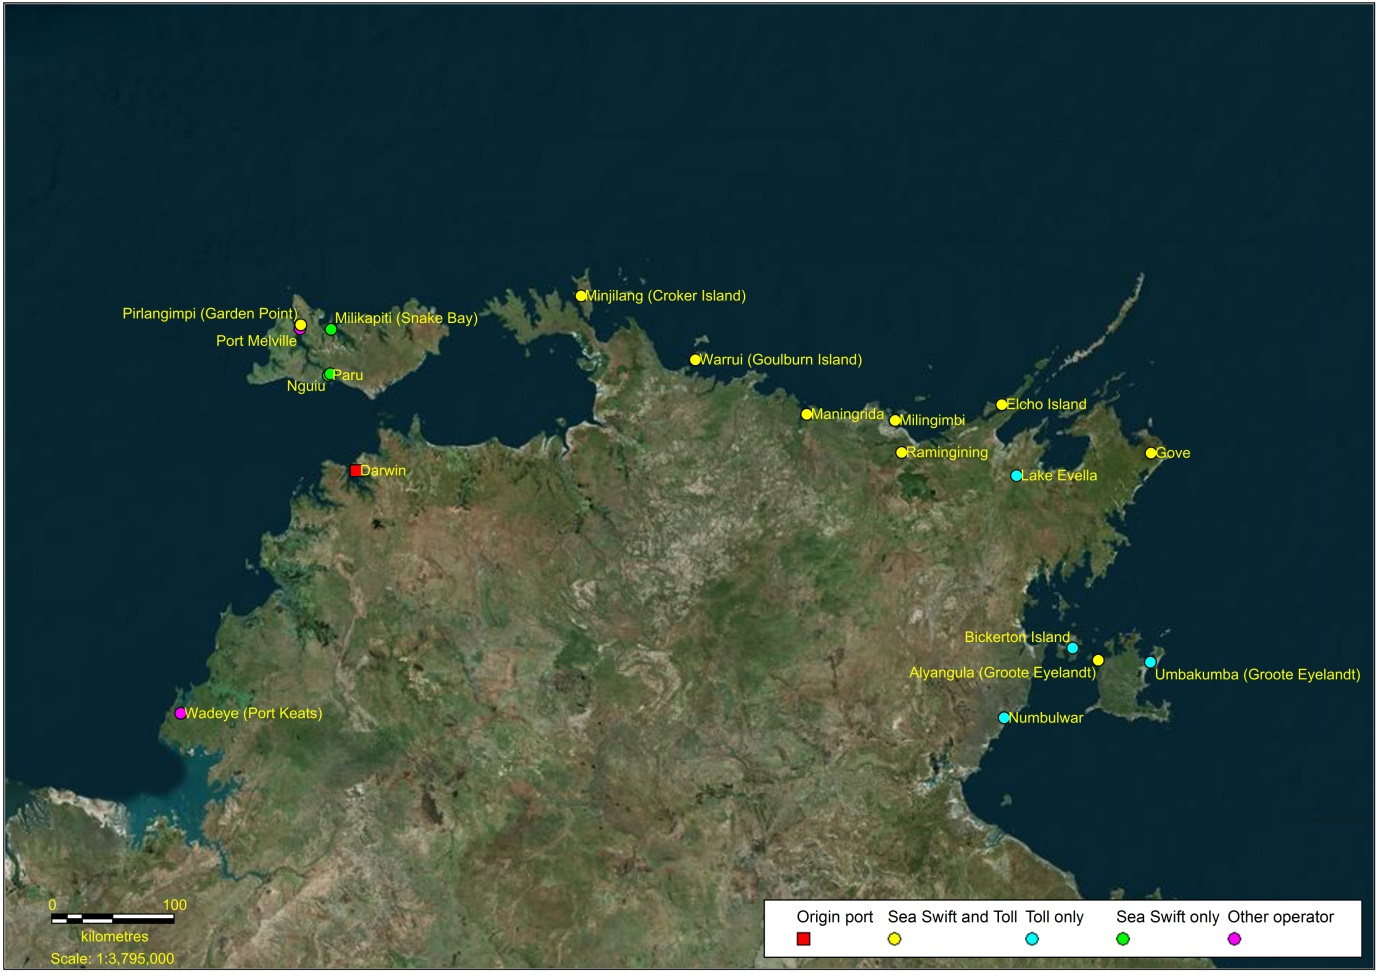 Minjilang (Croker Island)
Pirlangimpi (Garden Point)
Milikapiti (Snake Bay)
Port Melville
Warrui (Goulburn Island)
Paru
Nguiu
Elcho Island
Maningrida
Milingimbi
Ramingining
Gove
Darwin
Lake Evella
Bickerton Island
Alyangula (Groote Eyelandt)
Umbakumba (Groote Eyelandt)
Wadeye (Port Keats)
Numbulwar
0 100
kilometres
Scale: 1:3,795,000
Origin port Sea Swift and Toll Toll only Sea Swift only Other operator